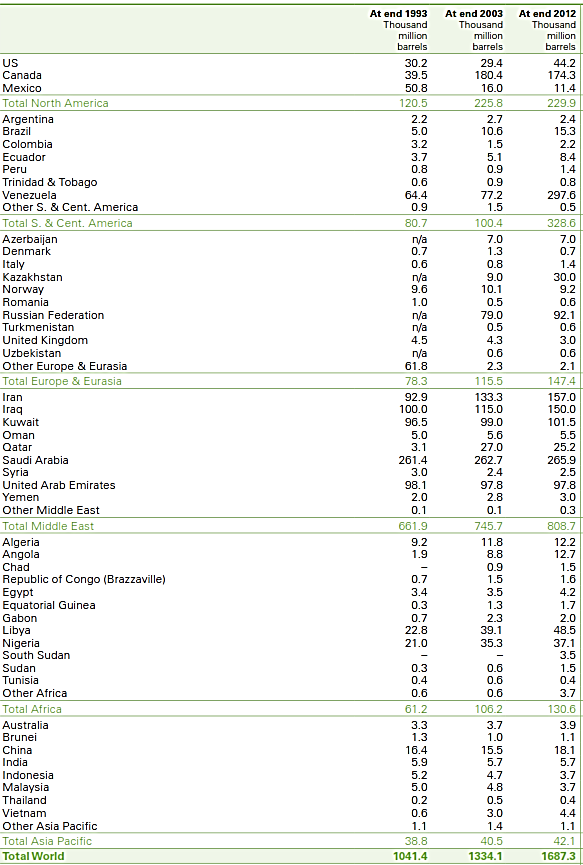 At end 1993 At end 2003 At end 2012
Thousand Thousand Thousand
million million million
barrels barrels barrels
US 30.2 29.4 44.2
Canada 39.5 180.4 174.3
Mexico 50.8 16.0 11.4
Total North America 120.5 225.8 229.9
Argentina 2.2 2.7 2.4
Brazil 5.0 10.6 15.3
Colombia 3.2 1.5 2.2
Ecuador 3.7 5.1 8.4
Peru 0.8 0.9 1.4
Trinidad & Tobago 0.6 0.9 0.8
Venezuela 64.4 77.2 297.6
Other S. & Cent. America 0.9 1.5 0.5
Total S. & Cent. America 80.7 100.4 328.6
Azerbaijan n/a 7.0 7.0
Denmark 0.7 1.3 0.7
Italy 0.6 0.8 1.4
Kazakhstan n/a 9.0 30.0
Norway 9.6 10.1 9.2
Romania 1.0 0.5 0.6
Russian Federation n/a 79.0 92.1
Turkmenistan n/a 0.5 0.6
United Kingdom 4.5 4.3 3.0
Uzbekistan n/a 0.6 0.6
Other Europe & Eurasia 61.8 2.3 2.1
Total Europe & Eurasia 78.3 115.5 147.4
Iran 92.9 133.3 157.0
Iraq 100.0 115.0 150.0
Kuwait 96.5 99.0 101.5
Oman 5.0 5.6 5.5
Qatar 3.1 27.0 25.2
Saudi Arabia 261.4 262.7 265.9
Syria 3.0 2.4 2.5
United Arab Emirates 98.1 97.8 97.8
Yemen 2.0 2.8 3.0
Other Middle East 0.1 0.1 0.3
Total Middle East 661.9 745.7 808.7
Algeria 9.2 11.8 12.2
Angola 1.9 8.8 12.7
Chad – 0.9 1.5
Republic of Congo (Brazzaville) 0.7 1.5 1.6
Egypt 3.4 3.5 4.2
Equatorial Guinea 0.3 1.3 1.7
Gabon 0.7 2.3 2.0
Libya 22.8 39.1 48.5
Nigeria 21.0 35.3 37.1
South Sudan – – 3.5
Sudan 0.3 0.6 1.5
Tunisia 0.4 0.6 0.4
Other Africa 0.6 0.6 3.7
Total Africa 61.2 106.2 130.6
Australia 3.3 3.7 3.9
Brunei 1.3 1.0 1.1
China 16.4 15.5 18.1
India 5.9 5.7 5.7
Indonesia 5.2 4.7 3.7
Malaysia 5.0 4.8 3.7
Thailand 0.2 0.5 0.4
Vietnam 0.6 3.0 4.4
Other Asia Pacific 1.1 1.4 1.1
Total Asia Pacific 38.8 40.5 42.1
Total World 1041.4 1334.1 1687.3